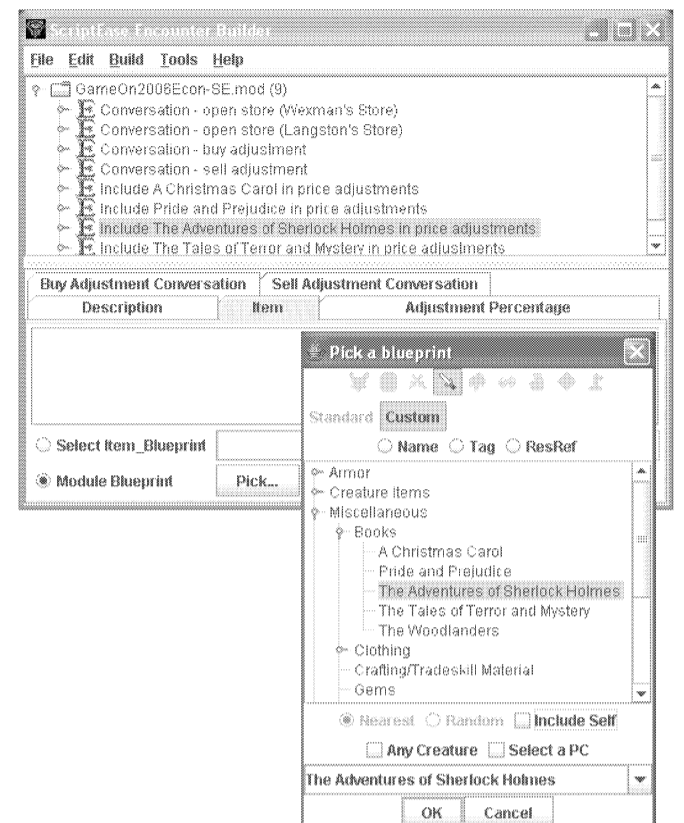 ScriptEase Encounter Builder
File Edit Build Tools Help
GameOn2006Econ-SE.mod (9)
Conversation - open store (Wexman's Store)
Conversation - open store (Langston's Store)
Conversation - buy adjustment
Conversation - sell adjustment
Include A Christmas Carol in price adjustments
Include Pride and Prejudice in price adjustments
Include The Adventures of Sherlock Holmes in price adjustments
Include The Tales of Terror and Mystery in price adjustments
Buy Adjustment Conversation Sell Adjustment Conversation
Description Item Adjustment Percentage
Select Item_Blueprint
Module Blueprint Pick...
Pick a blueprint
Standard Custom
Name Tag ResRef
Armor
Creature Items
Miscellaneous
Books
A Christmas Carol
Pride and Prejudice
The Adventures of Sherlock Holmes
The Tales of Terror and Mystery
The Woodlanders
Clothing
Crafting/Tradeskill Material
Gems
Nearest Random Include Self
Any Creature Select a PC
The Adventures of Sherlock Holmes
OK Cancel